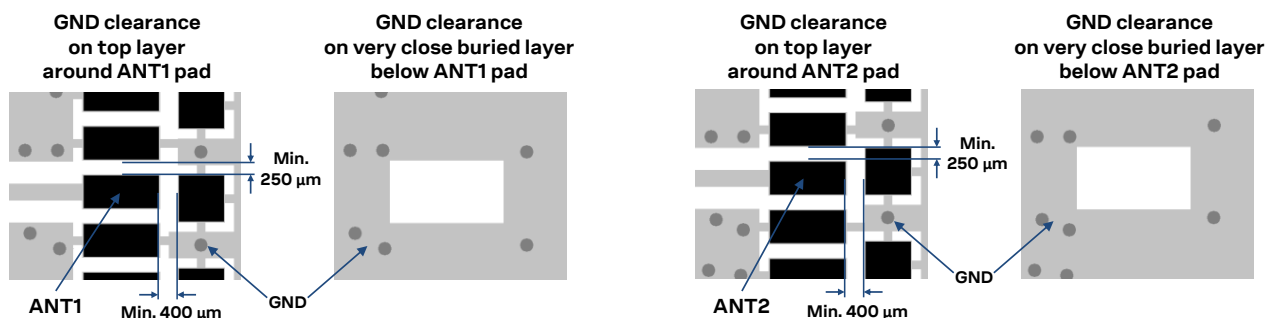 GND clearance
on top layer
around ANT1 pad
GND clearance
on very close buried layer
below ANT1 pad
Min.
250 µm
ANT1
Min. 400 µm
GND
GND clearance
on top layer
around ANT2 pad
GND clearance
on very close buried layer
below ANT2 pad
Min.
250 µm
ANT2
Min. 400 µm
GND